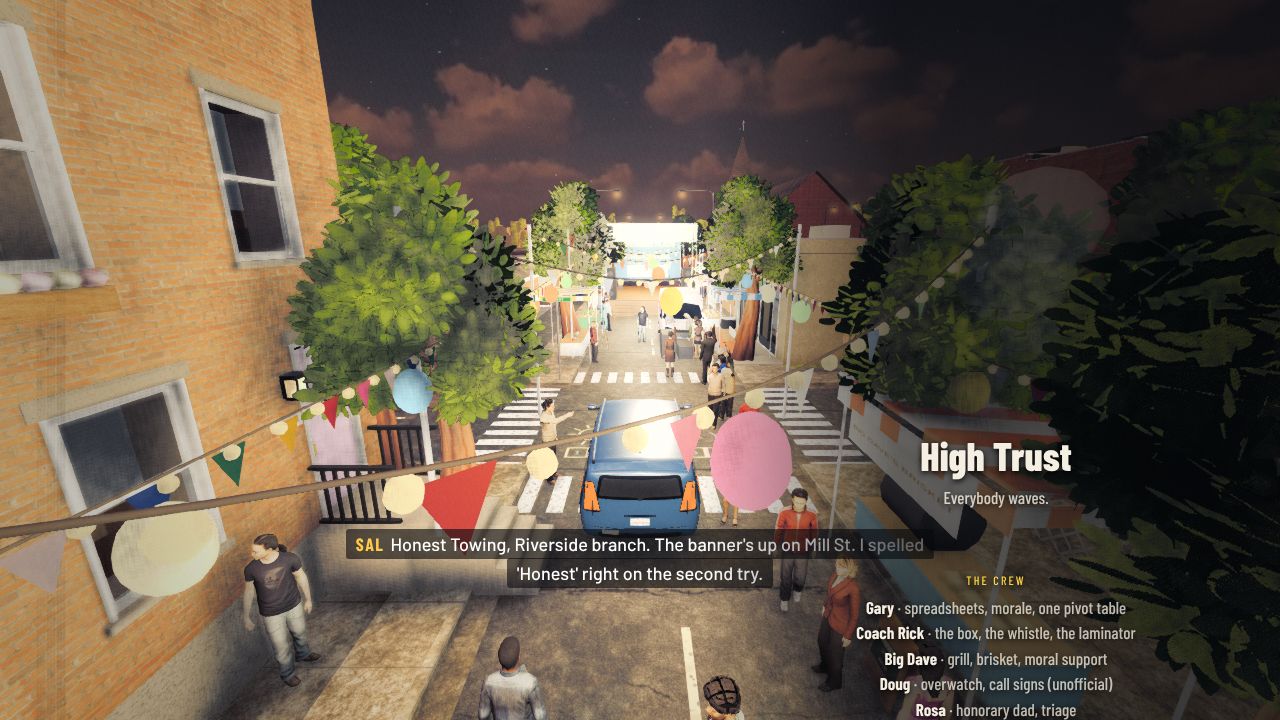 High Trust
Everybody waves.
SAL Honest Towing, Riverside branch. The banner's up on Mill St. I spelled
'Honest' right on the second try.
THE CREW
Gary · spreadsheets, morale, one pivot table
Coach Rick · the box, the whistle, the laminator
Big Dave · grill, brisket, moral support
Doug · overwatch, call signs (unofficial)
Rosa · honorary dad, triage